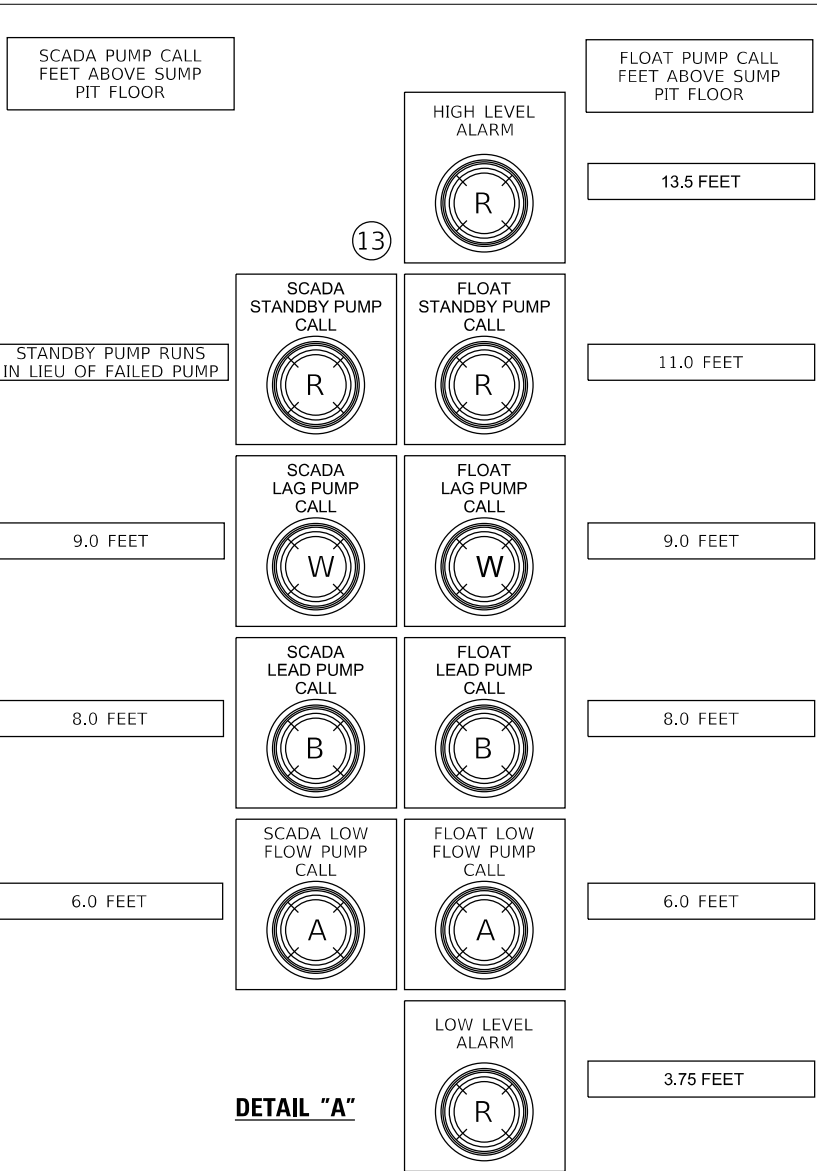 SCADA PUMP CALL
FEET ABOVE SUMP
PIT FLOOR
FLOAT PUMP CALL
FEET ABOVE SUMP
PIT FLOOR
HIGH LEVEL
ALARM
R
13.5 FEET
13
SCADA
STANDBY PUMP
CALL
R
FLOAT
STANDBY PUMP
CALL
R
STANDBY PUMP RUNS
IN LIEU OF FAILED PUMP
11.0 FEET
SCADA
LAG PUMP
CALL
W
FLOAT
LAG PUMP
CALL
W
9.0 FEET
9.0 FEET
SCADA
LEAD PUMP
CALL
B
FLOAT
LEAD PUMP
CALL
B
8.0 FEET
8.0 FEET
SCADA LOW
FLOW PUMP
CALL
A
FLOAT LOW
FLOW PUMP
CALL
A
6.0 FEET
6.0 FEET
LOW LEVEL
ALARM
R
3.75 FEET
DETAIL "A"